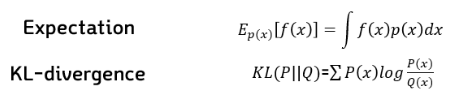 Expectation E_{p(x)}[f(x)] = ∫ f(x)p(x)dx
KL-divergence KL(P||Q)=∑ P(x)log P(x)/Q(x)